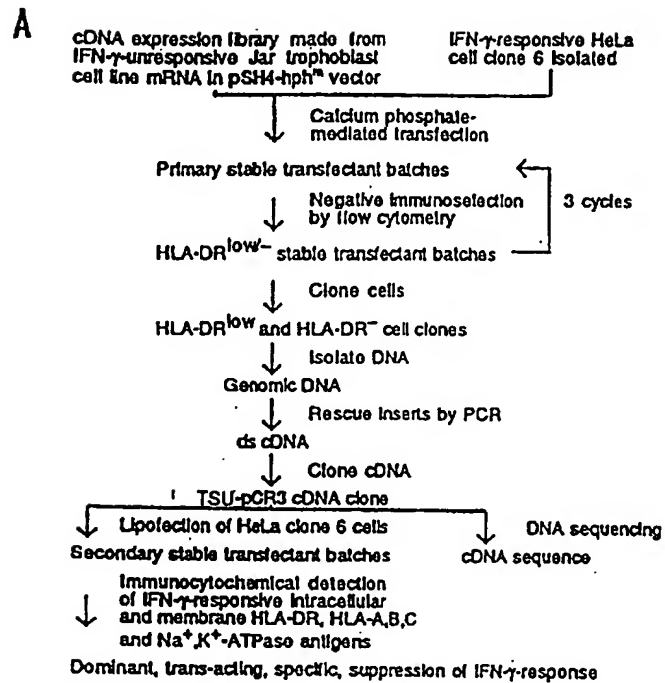 A
cDNA expression library made from
IFN-γ-unresponsive Jar trophoblast
cell line mRNA in pSH4-hphᵐ vector
IFN-γ-responsive HeLa
cell clone 6 isolated
Calcium phosphate-
mediated transfection
Primary stable transfectant batches
Negative immunoselection
by flow cytometry
3 cycles
HLA-DRlow/- stable transfectant batches
Clone cells
HLA-DRlow and HLA-DR⁻ cell clones
Isolate DNA
Genomic DNA
Rescue inserts by PCR
ds cDNA
Clone cDNA
TSU-pCR3 cDNA clone
Lipofection of HeLa clone 6 cells
DNA sequencing
Secondary stable transfectant batches
cDNA sequence
Immunocytochemical detection
of IFN-γ-responsive intracellular
and membrane HLA-DR, HLA-A,B,C
and Na⁺,K⁺-ATPase antigens
Dominant, trans-acting, specific, suppression of IFN-γ-response